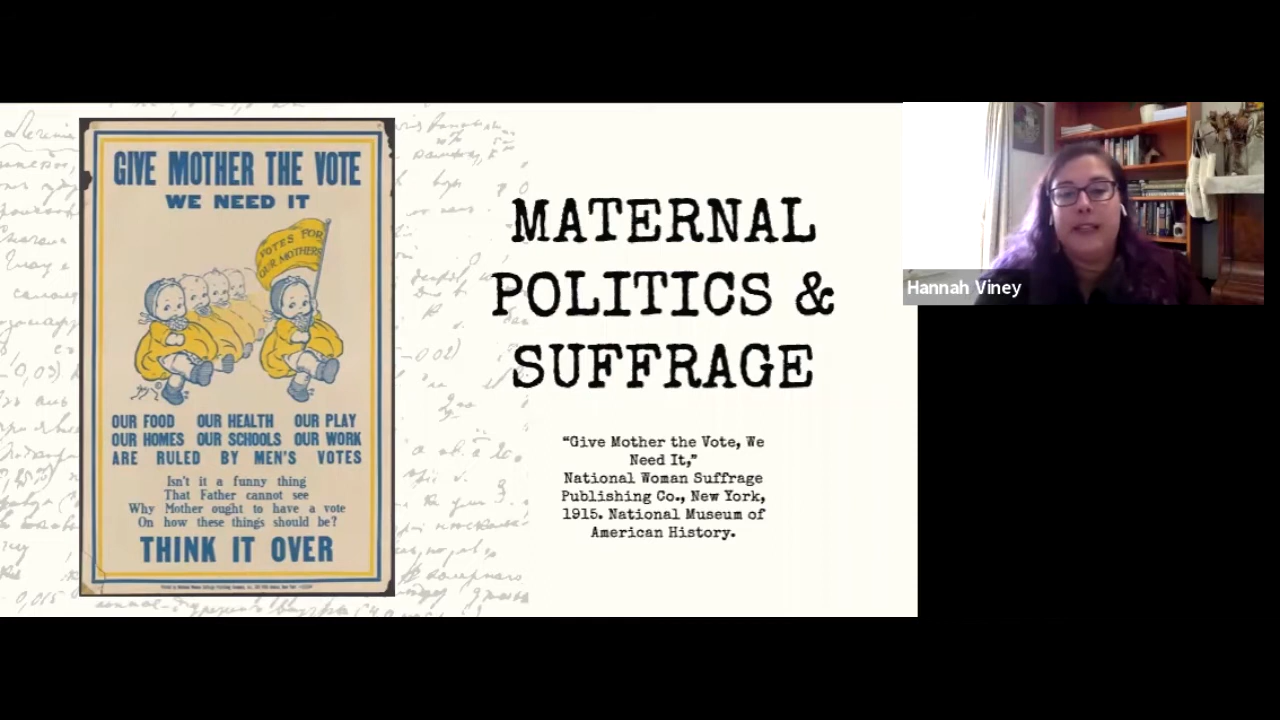 GIVE MOTHER THE VOTE
WE NEED IT
VOTES FOR
OUR MOTHERS
OUR FOOD OUR HEALTH OUR PLAY
OUR HOMES OUR SCHOOLS OUR WORK
ARE RULED BY MEN'S VOTES
Isn't it a funny thing
That Father cannot see
Why Mother ought to have a vote
On how these things should be?
THINK IT OVER
MATERNAL
POLITICS &
SUFFRAGE
“Give Mother the Vote, We
Need It,”
National Woman Suffrage
Publishing Co., New York,
1915. National Museum of
American History.
Hannah Viney